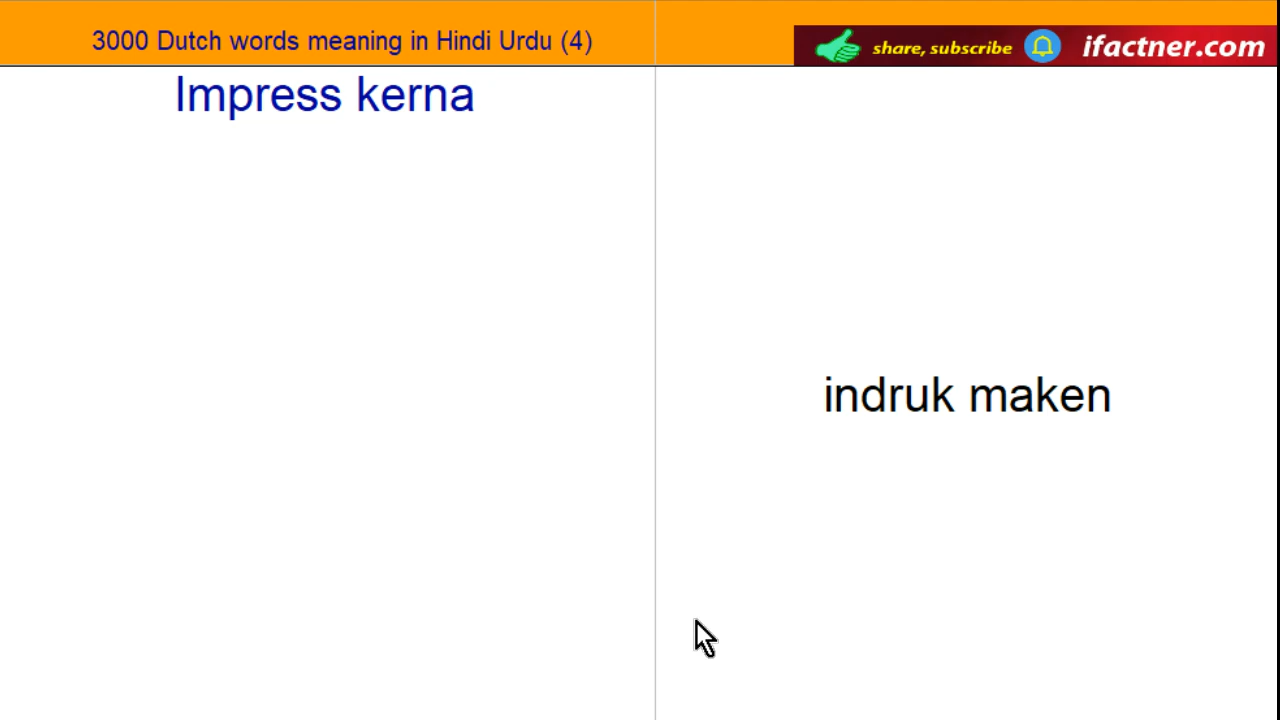 3000 Dutch words meaning in Hindi Urdu (4)
share, subscribe
ifactner.com
Impress kerna
indruk maken